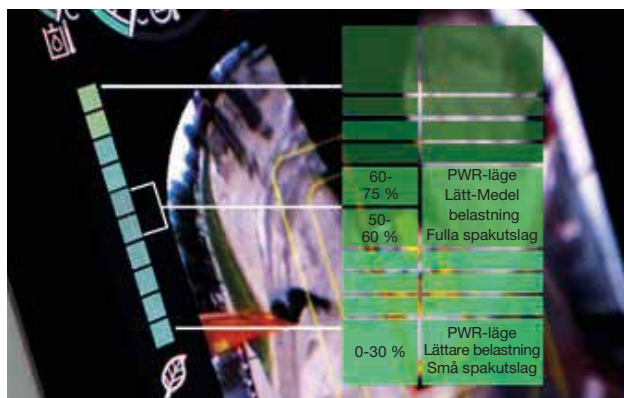 60-
75 %
50-
60 %
PWR-läge
Lätt-Medel
belastning
Fulla spakutslag
0-30 %
PWR-läge
Lättare belastning
Små spakutslag